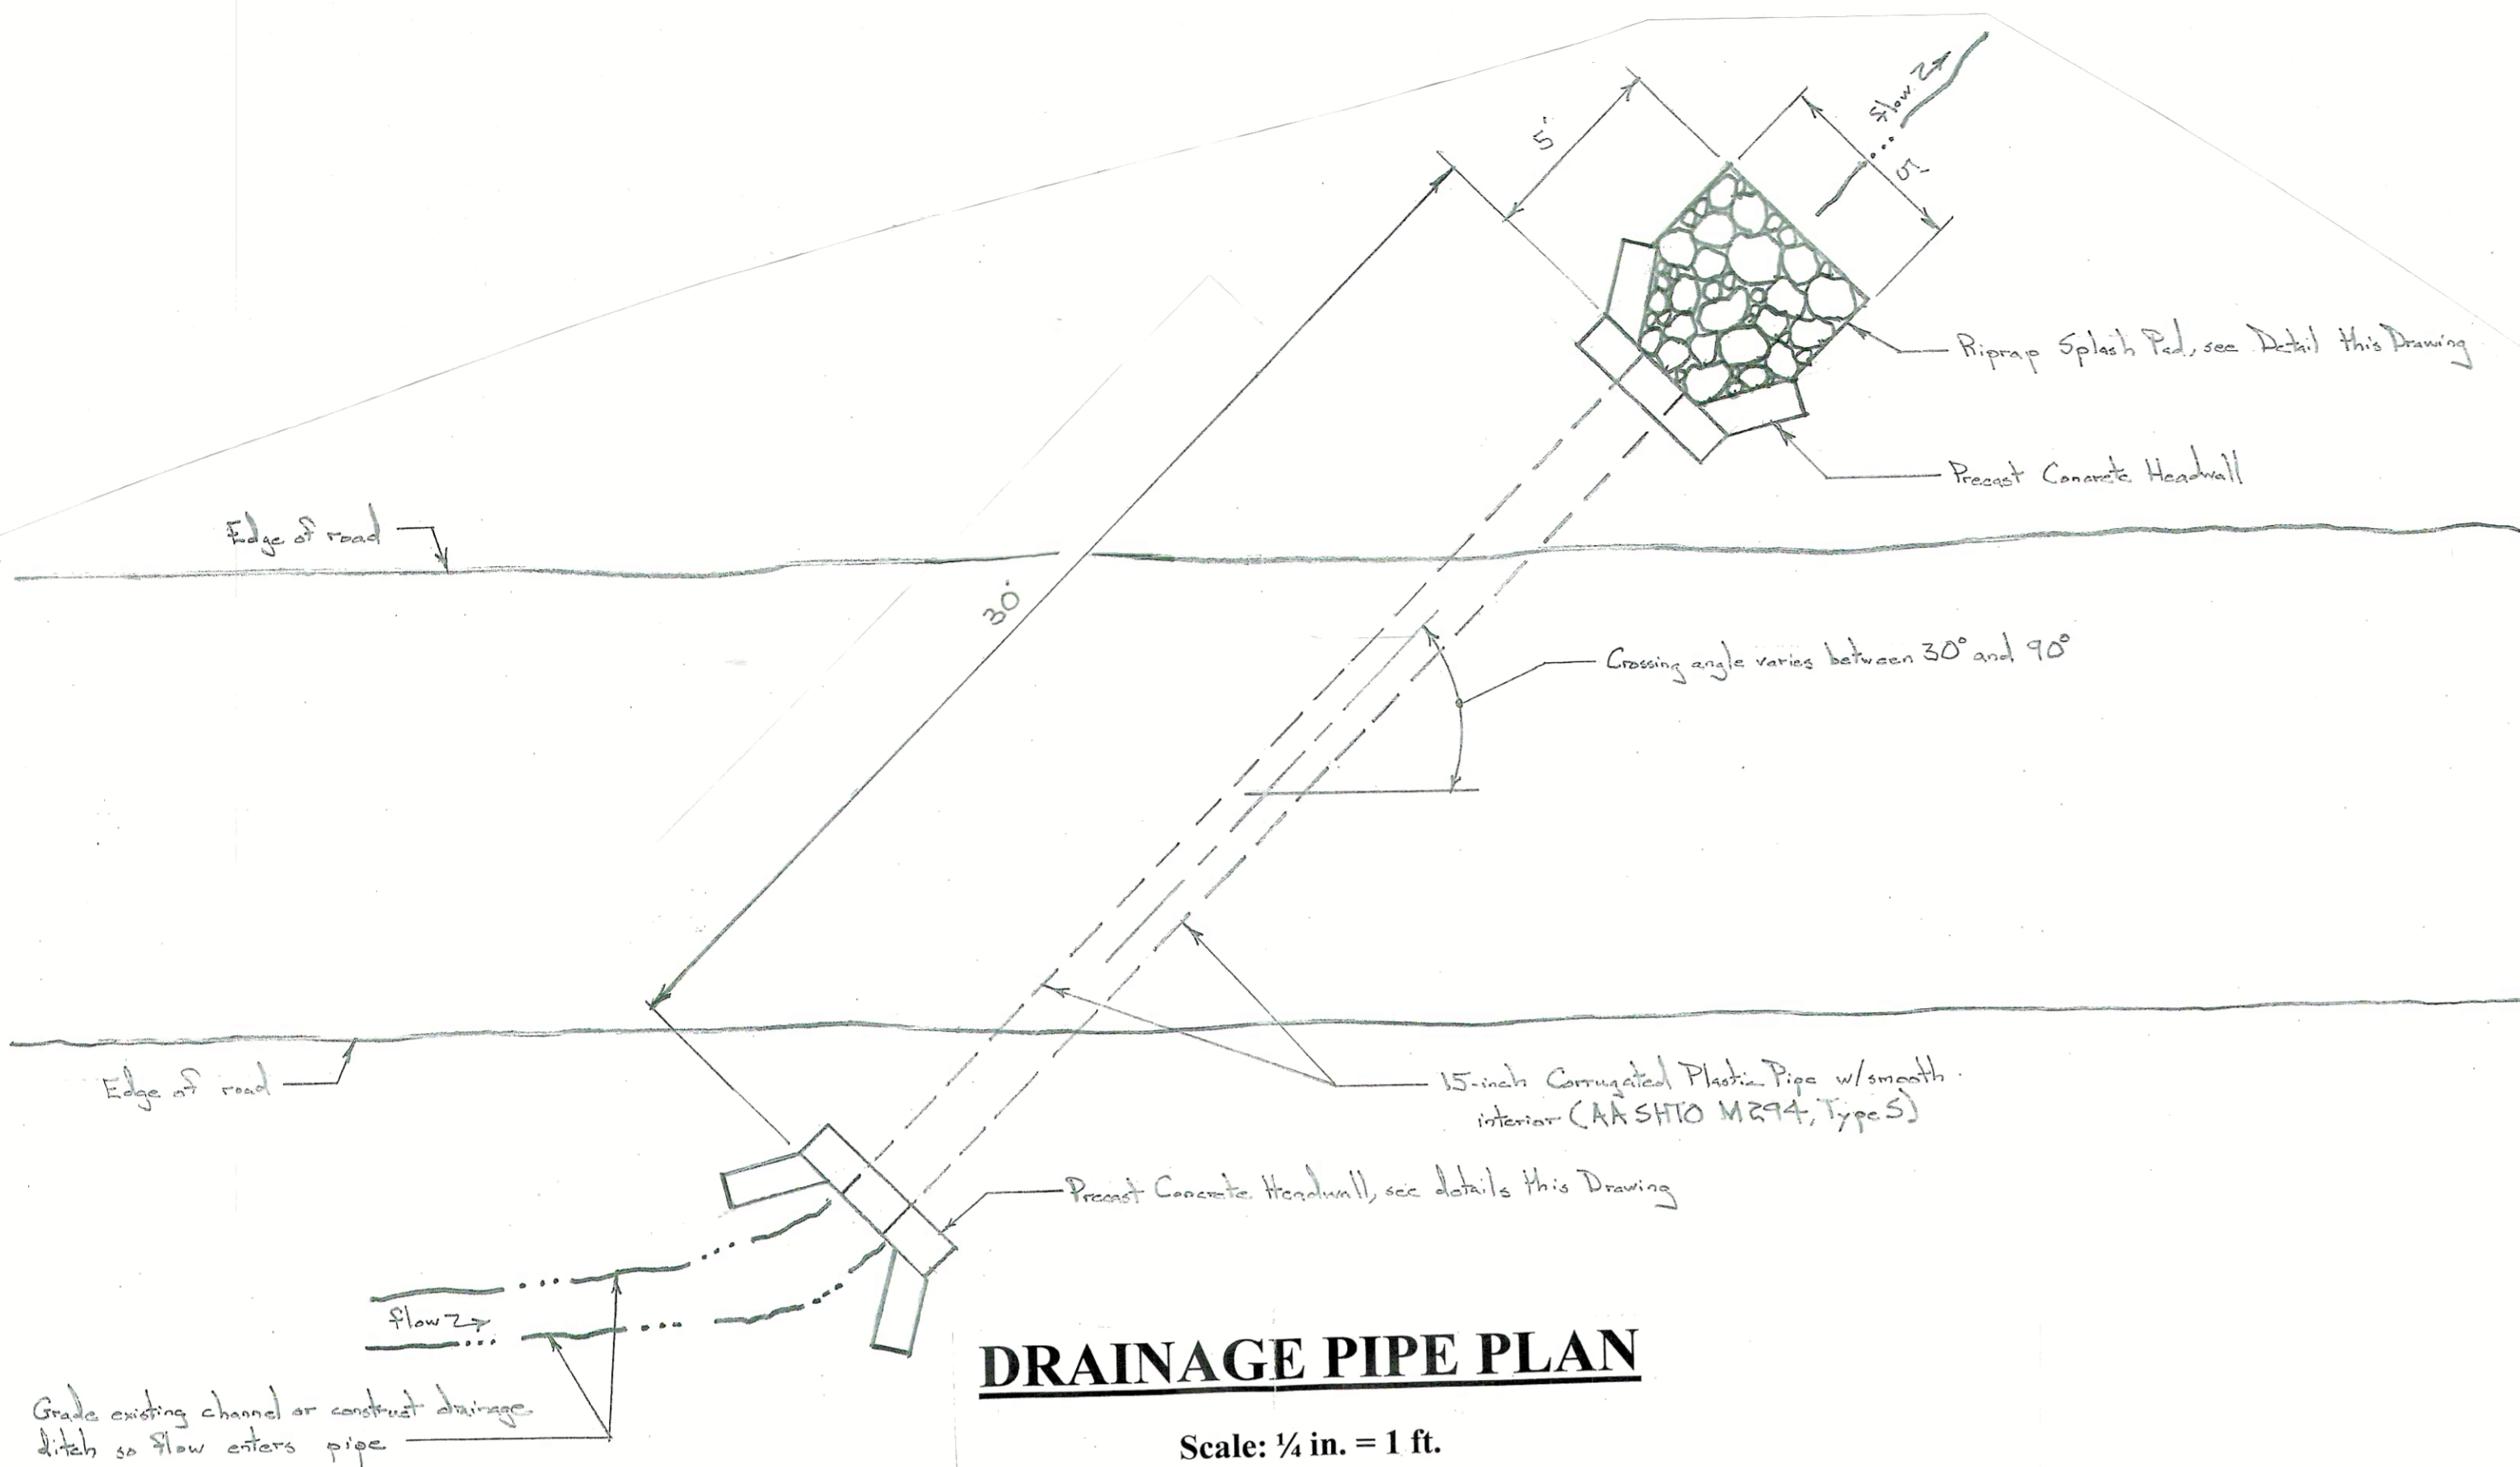 flow
5'
5'
Riprap Splash Pad, see Detail this Drawing
Precast Concrete Headwall
Edge of road
30'
Crossing angle varies between 30° and 90°
Edge of road
15-inch Corrugated Plastic Pipe w/smooth
interior (AASHTO M294, Type S)
Precast Concrete Headwall, see details this Drawing
flow
Grade existing channel or construct drainage
ditch so flow enters pipe
DRAINAGE PIPE PLAN
Scale: ¼ in. = 1 ft.